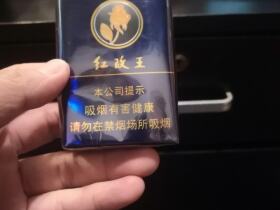 红玫王
本公司提示
吸烟有害健康
请勿在禁烟场所吸烟